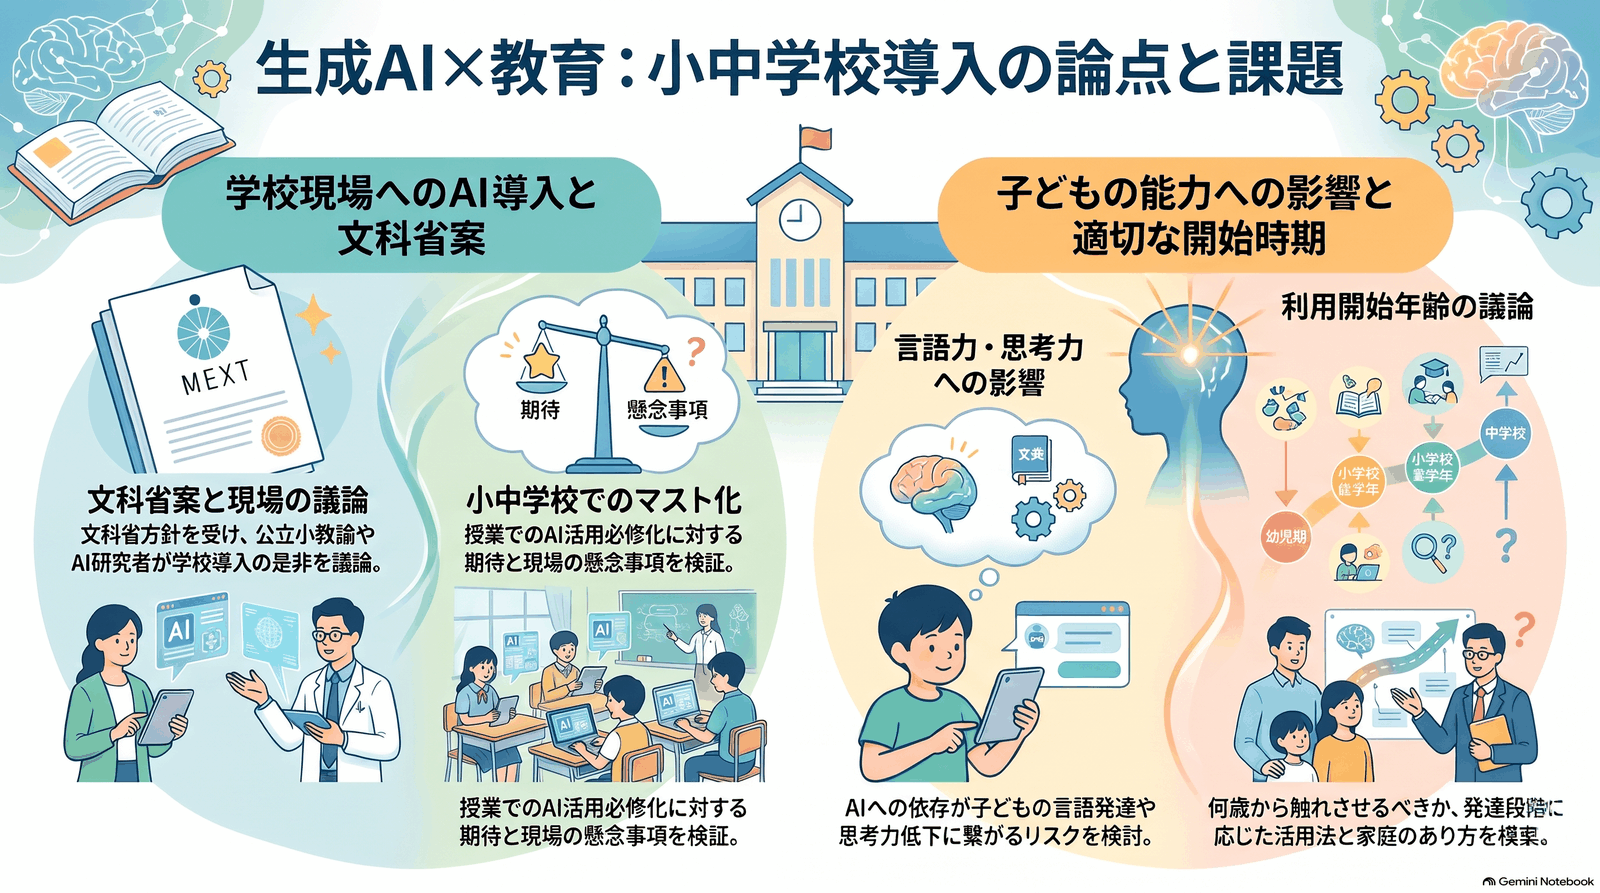 生成AI×教育：小中学校導入の論点と課題
学校現場へのAI導入と
文科省案
MEXT
文科省案と現場の議論
文科省方針を受け、公立小教諭や
AI研究者が学校導入の是非を議論。
AI
期待
懸念事項
?
小中学校でのマスト化
授業でのAI活用必修化に対する
期待と現場の懸念事項を検証。
AI
AI
AI
AI
授業でのAI活用必修化に対する
期待と現場の懸念事項を検証。
子どもの能力への影響と
適切な開始時期
言語力・思考力
への影響
AIへの依存が子どもの言語発達や
思考力低下に繋がるリスクを検討。
利用開始年齢の議論
幼児期
小学校
学年
小学校
学年
中学校
?
?
?
何歳から触れさせるべきか、発達段階に
応じた活用法と家庭のあり方を模索。
Gemini Notebook